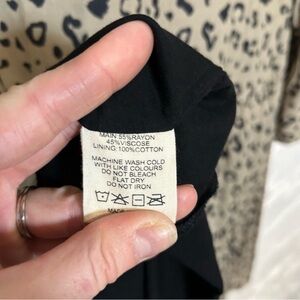 MAIN 55%RAYON
45%VISCOSE
LINING:100%COTTON
MACHINE WASH COLD
WITH LIKE COLOURS
DO NOT BLEACH
FLAT DRY
DO NOT IRON
MADE